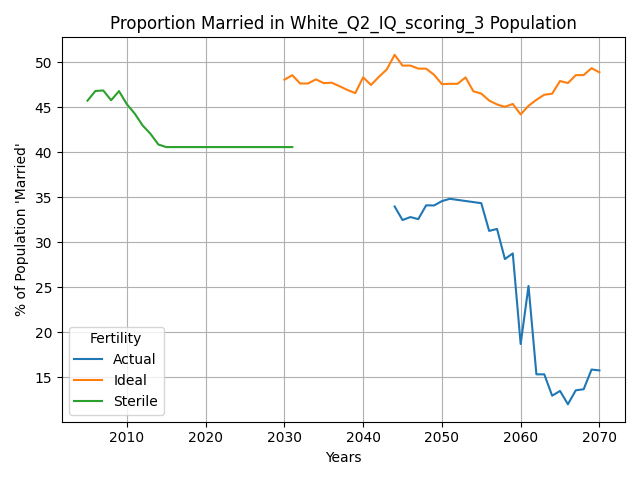 Proportion Married in White_Q2_IQ_scoring_3 Population
% of Population 'Married'
50
45
40
35
30
25
20
15
Fertility
Actual
Ideal
Sterile
2010 2020 2030 2040 2050 2060 2070
Years